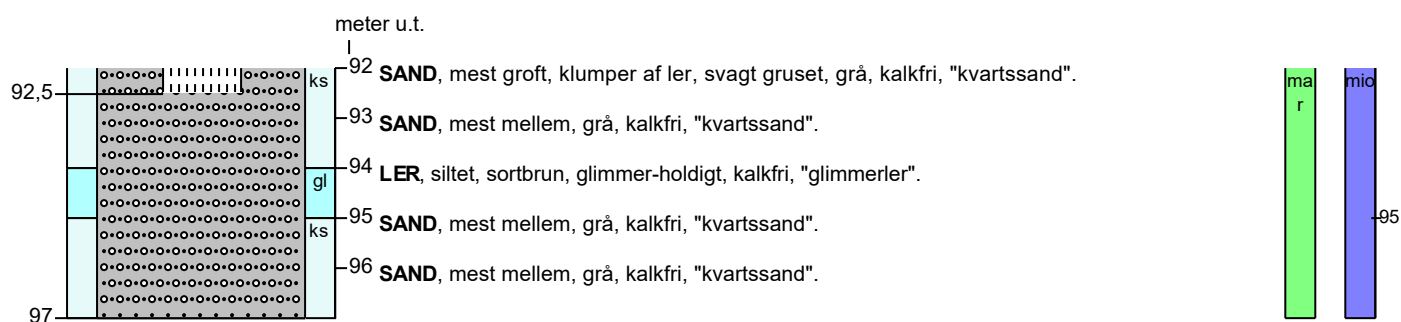 meter u.t.
92 SAND, mest groft, klumper af ler, svagt gruset, grå, kalkfri, "kvartssand".
ks
ma
r
mio
92,5
93 SAND, mest mellem, grå, kalkfri, "kvartssand".
94 LER, siltet, sortbrun, glimmer-holdigt, kalkfri, "glimmerler".
gl
95 SAND, mest mellem, grå, kalkfri, "kvartssand".
95
ks
96 SAND, mest mellem, grå, kalkfri, "kvartssand".
97